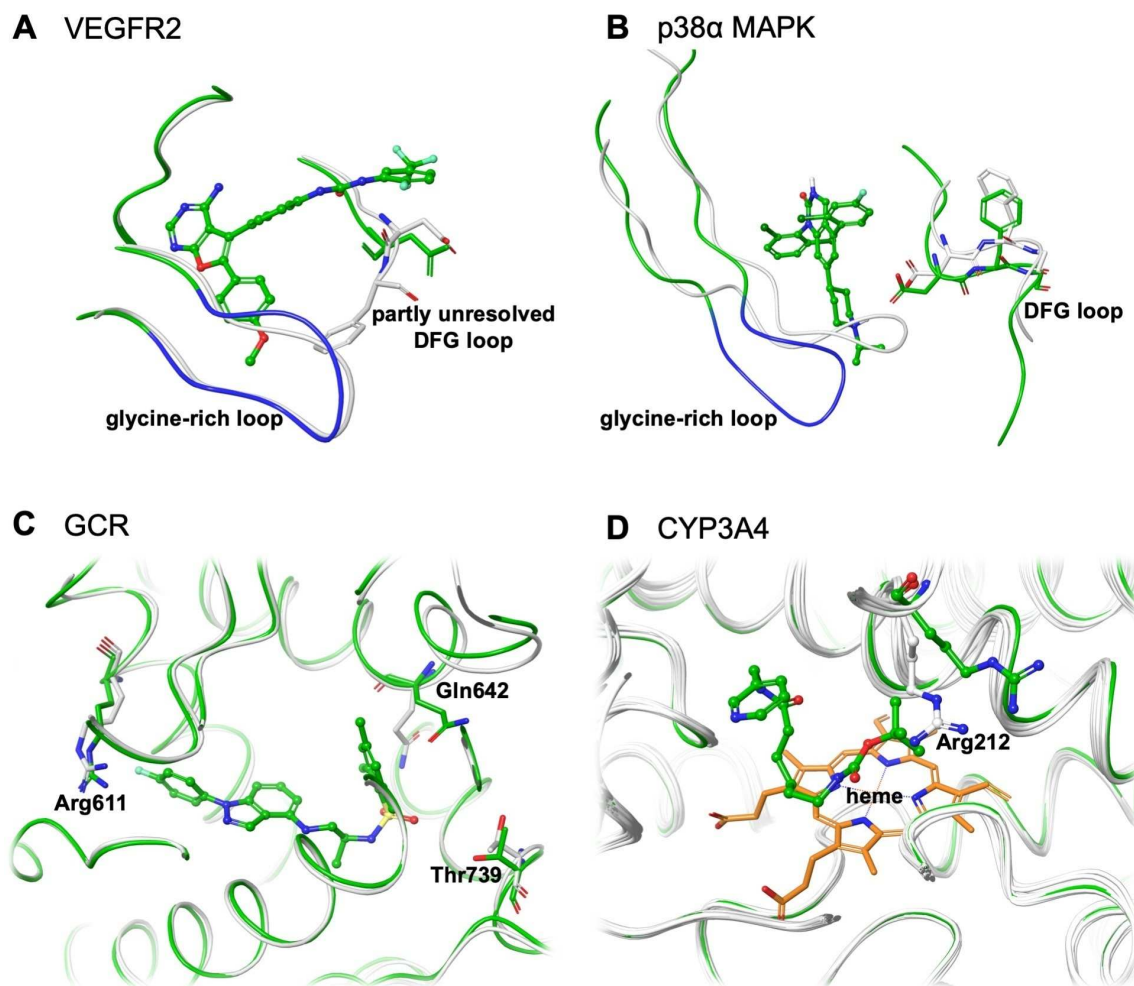 A VEGFR2
partly unresolved
DFG loop
glycine-rich loop
B p38α MAPK
DFG loop
glycine-rich loop
C GCR
Gln642
Arg611
Thr739
D CYP3A4
Arg212
heme